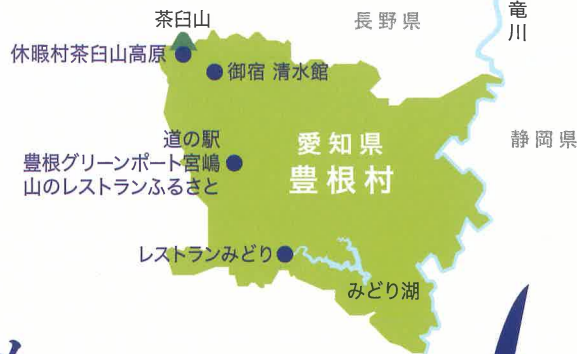 茶臼山
長野県
竜
川
休暇村茶臼山高原
御宿 清水館
静岡県
道の駅
豊根グリーンポート宮嶋
山のレストランふるさと
愛知県
豊根村
レストランみどり
みどり湖